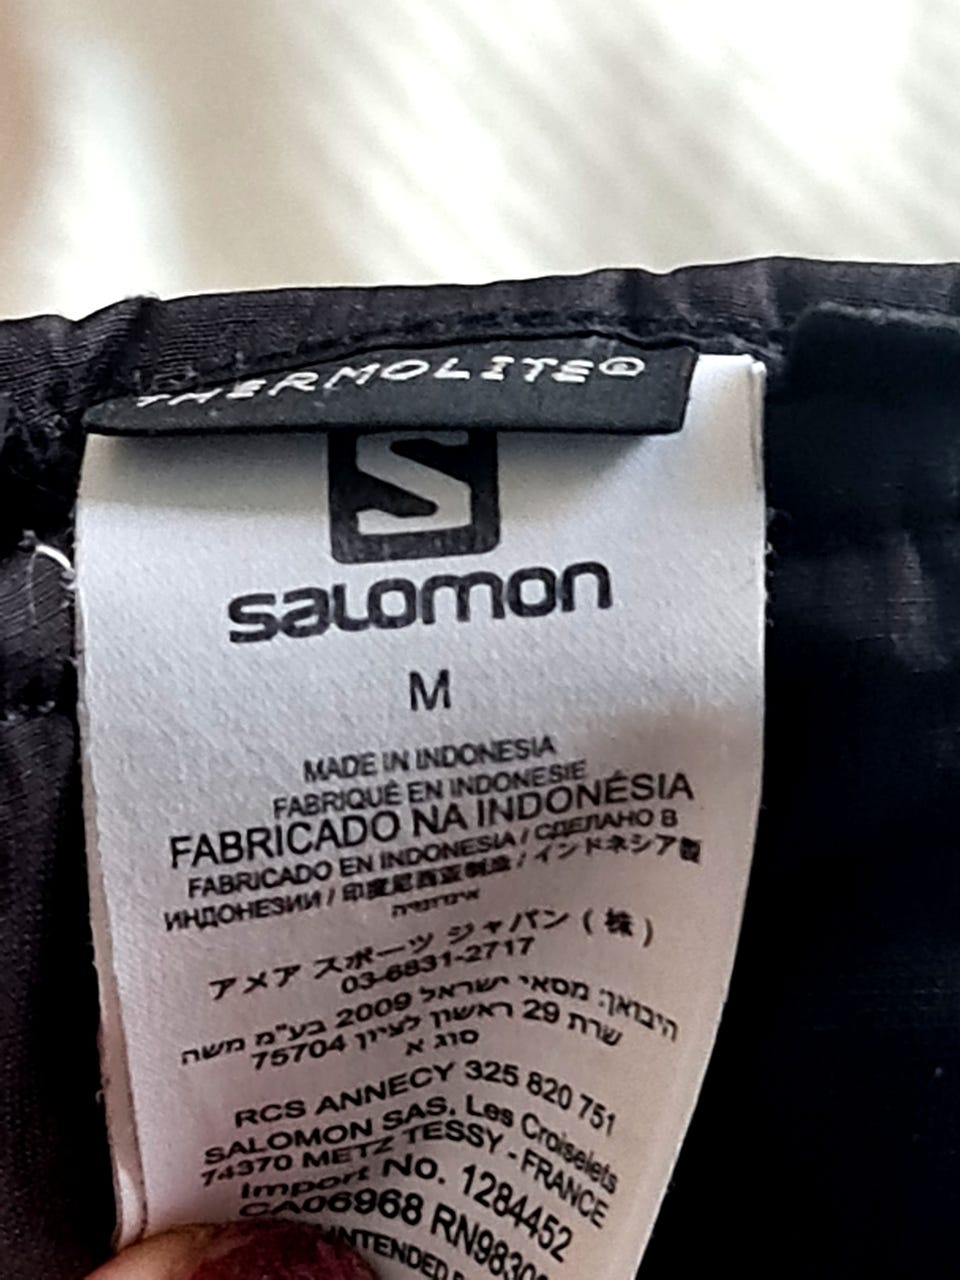 THERMOLITE®
S
salomon
M
MADE IN INDONESIA
FABRIQUÉ EN INDONESIE
FABRICADO NA INDONÉSIA
FABRICADO EN INDONESIA / СДЕЛАНО В
ИНДОНЕЗИИ / 印度尼西亚制造 / インドネシア製
אינדונזיה
アメア スポーツ ジャパン ( 株 )
03-6831-2717
היבואן: מסאי ישראל 2009 בע"מ משה
שרת 29 ראשון לציון 75704
סוג א
RCS ANNECY 325 820 751
SALOMON SAS. Les Croiselets
74370 METZ TESSY - FRANCE
Import NO. 1284452
CA06968
INTENDED